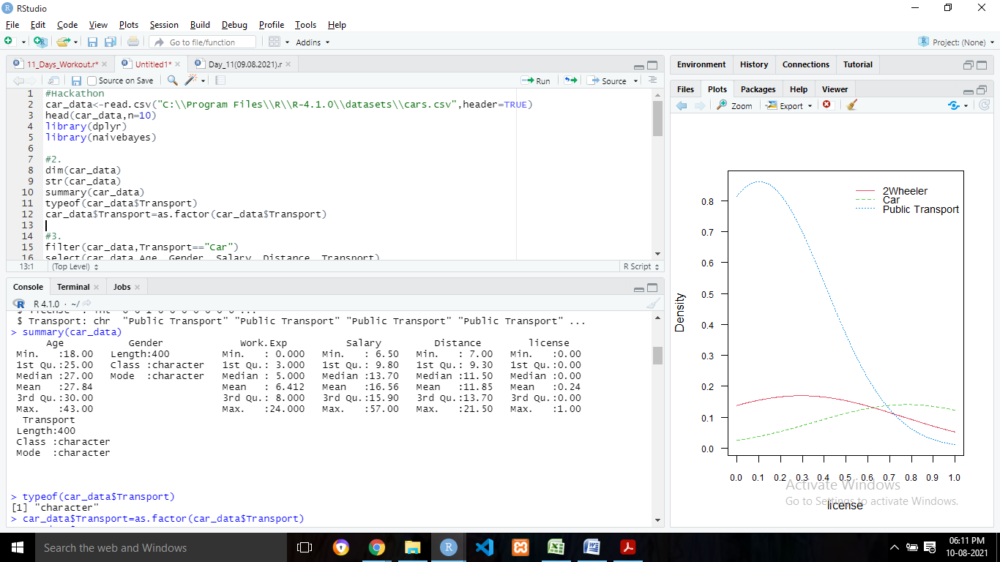 RStudio
File Edit Code View Plots Session Build Debug Profile Tools Help
Go to file/function Addins Project: (None)
11_Days_Workout.r* Untitled1* Day_11(09.08.2021).r
Source on Save Run Source
1 #Hackathon
2 car_data<-read.csv("C:\\Program Files\\R\\R-4.1.0\\datasets\\cars.csv",header=TRUE)
3 head(car_data,n=10)
4 library(dplyr)
5 library(naivebayes)
6
7 #2.
8 dim(car_data)
9 str(car_data)
10 summary(car_data)
11 typeof(car_data$Transport)
12 car_data$Transport=as.factor(car_data$Transport)
13
14 #3.
15 filter(car_data,Transport=="Car")
16 select(car_data,Age, Gender, Salary, Distance, Transport)
13:1 (Top Level) R Script
Console Terminal Jobs
R 4.1.0 · ~/
$ license : int 0 0 1 0 0 0 0 0 0 0 ...
$ Transport: chr "Public Transport" "Public Transport" "Public Transport" "Public Transport" ...
> summary(car_data)
Age Gender Work.Exp Salary Distance license
Min. :18.00 Length:400 Min. : 0.000 Min. : 6.50 Min. : 7.00 Min. :0.00
1st Qu.:25.00 Class :character 1st Qu.: 3.000 1st Qu.: 9.80 1st Qu.: 9.30 1st Qu.:0.00
Median :27.00 Mode :character Median : 5.000 Median :13.70 Median :11.50 Median :0.00
Mean :27.84 Mean : 6.412 Mean :16.56 Mean :11.85 Mean :0.24
3rd Qu.:30.00 3rd Qu.: 8.000 3rd Qu.:15.90 3rd Qu.:13.70 3rd Qu.:0.00
Max. :43.00 Max. :24.000 Max. :57.00 Max. :21.50 Max. :1.00
Transport
Length:400
Class :character
Mode :character
> typeof(car_data$Transport)
[1] "character"
> car_data$Transport=as.factor(car_data$Transport)
Environment History Connections Tutorial
Files Plots Packages Help Viewer
Zoom Export
2Wheeler
Car
Public Transport
Density
0.8
0.7
0.6
0.5
0.4
0.3
0.2
0.1
0.0
0.0 0.1 0.2 0.3 0.4 0.5 0.6 0.7 0.8 0.9 1.0
license
Activate Windows
Go to Settings to activate Windows.
Search the web and Windows
06:11 PM
10-08-2021